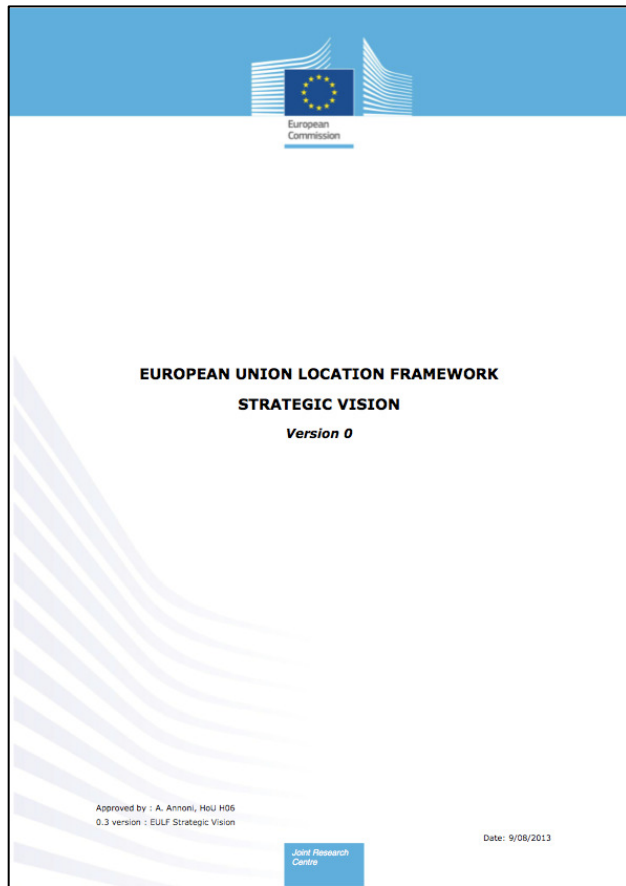 European
Commission
EUROPEAN UNION LOCATION FRAMEWORK
STRATEGIC VISION
Version 0
Approved by : A. Annoni, HoU H06
0.3 version : EULF Strategic Vision
Date: 9/08/2013
Joint Research
Centre